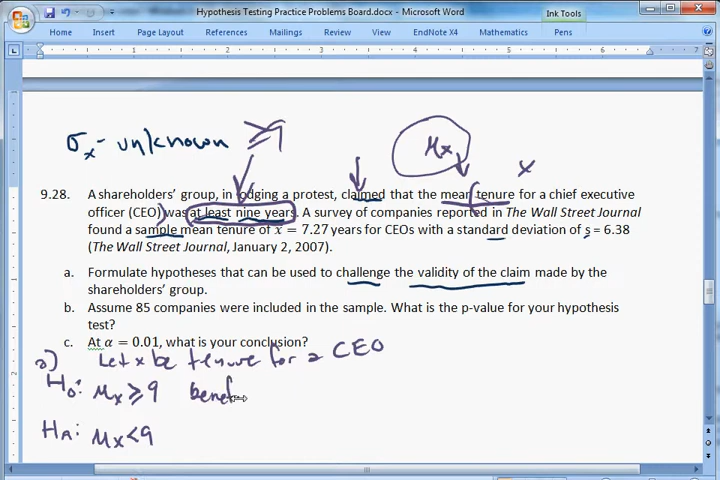 Hypothesis Testing Practice Problems Board.docx - Microsoft Word
Ink Tools
Home Insert Page Layout References Mailings Review View EndNote X4 Mathematics Pens
σx - unknown ≥9 μx x
9.28. A shareholders' group, in lodging a protest, claimed that the mean tenure for a chief executive
officer (CEO) was at least nine years. A survey of companies reported in The Wall Street Journal
found a sample mean tenure of x̄ = 7.27 years for CEOs with a standard deviation of s = 6.38
(The Wall Street Journal, January 2, 2007).
a. Formulate hypotheses that can be used to challenge the validity of the claim made by the
shareholders' group.
b. Assume 85 companies were included in the sample. What is the p-value for your hypothesis
test?
c. At α = 0.01, what is your conclusion?
a) Let x be tenure for a CEO
H0: μx ≥ 9 benef
HA: μx < 9